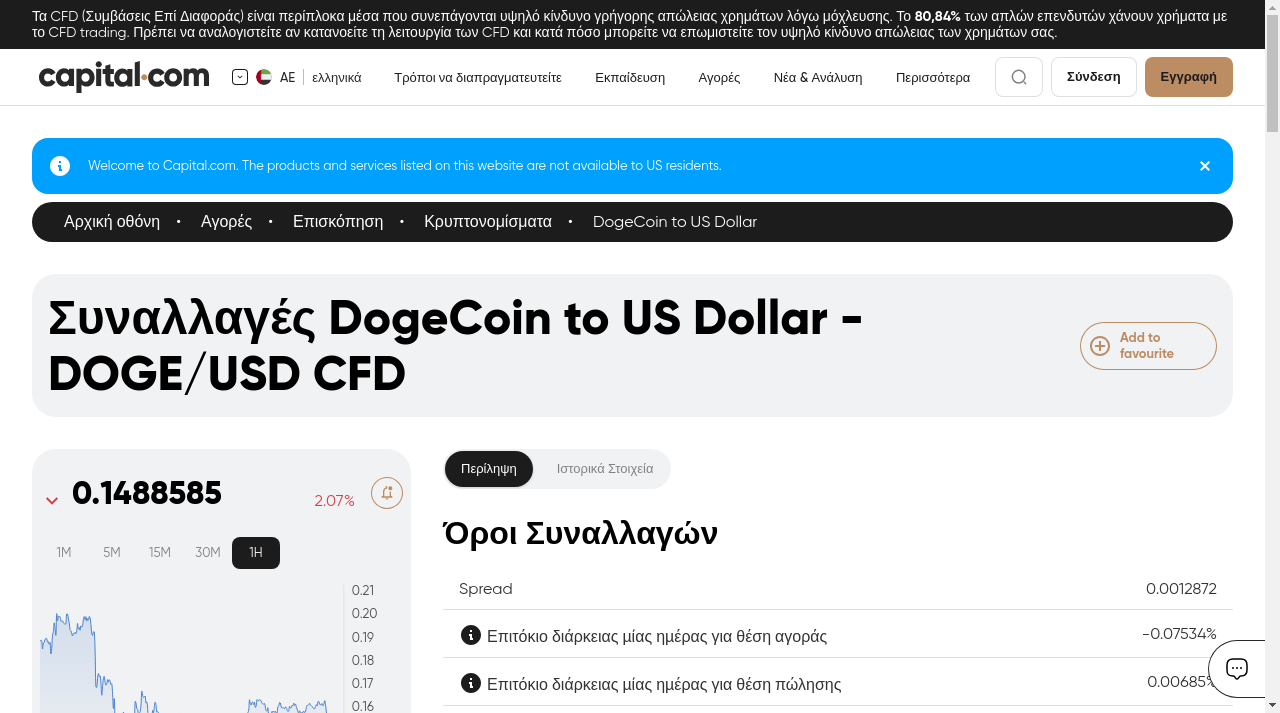 Τα CFD (Συμβάσεις Επί Διαφοράς) είναι περίπλοκα μέσα που συνεπάγονται υψηλό κίνδυνο γρήγορης απώλειας χρημάτων λόγω μόχλευσης. Το 80,84% των απλών επενδυτών χάνουν χρήματα με
το CFD trading. Πρέπει να αναλογιστείτε αν κατανοείτε τη λειτουργία των CFD και κατά πόσο μπορείτε να επωμιστείτε τον υψηλό κίνδυνο απώλειας των χρημάτων σας.
capital.com AE ελληνικά Τρόποι να διαπραγματευτείτε Εκπαίδευση Αγορές Νέα & Ανάλυση Περισσότερα Σύνδεση Εγγραφή
Welcome to Capital.com. The products and services listed on this website are not available to US residents.
Αρχική οθόνη • Αγορές • Επισκόπηση • Κρυπτονομίσματα • DogeCoin to US Dollar
Συναλλαγές DogeCoin to US Dollar -
DOGE/USD CFD
Add to
favourite
0.1488585 2.07%
1M 5M 15M 30M 1H
0.21
0.20
0.19
0.18
0.17
0.16
Περίληψη Ιστορικά Στοιχεία
Όροι Συναλλαγών
Spread 0.0012872
Επιτόκιο διάρκειας μίας ημέρας για θέση αγοράς -0.07534%
Επιτόκιο διάρκειας μίας ημέρας για θέση πώλησης 0.00685%